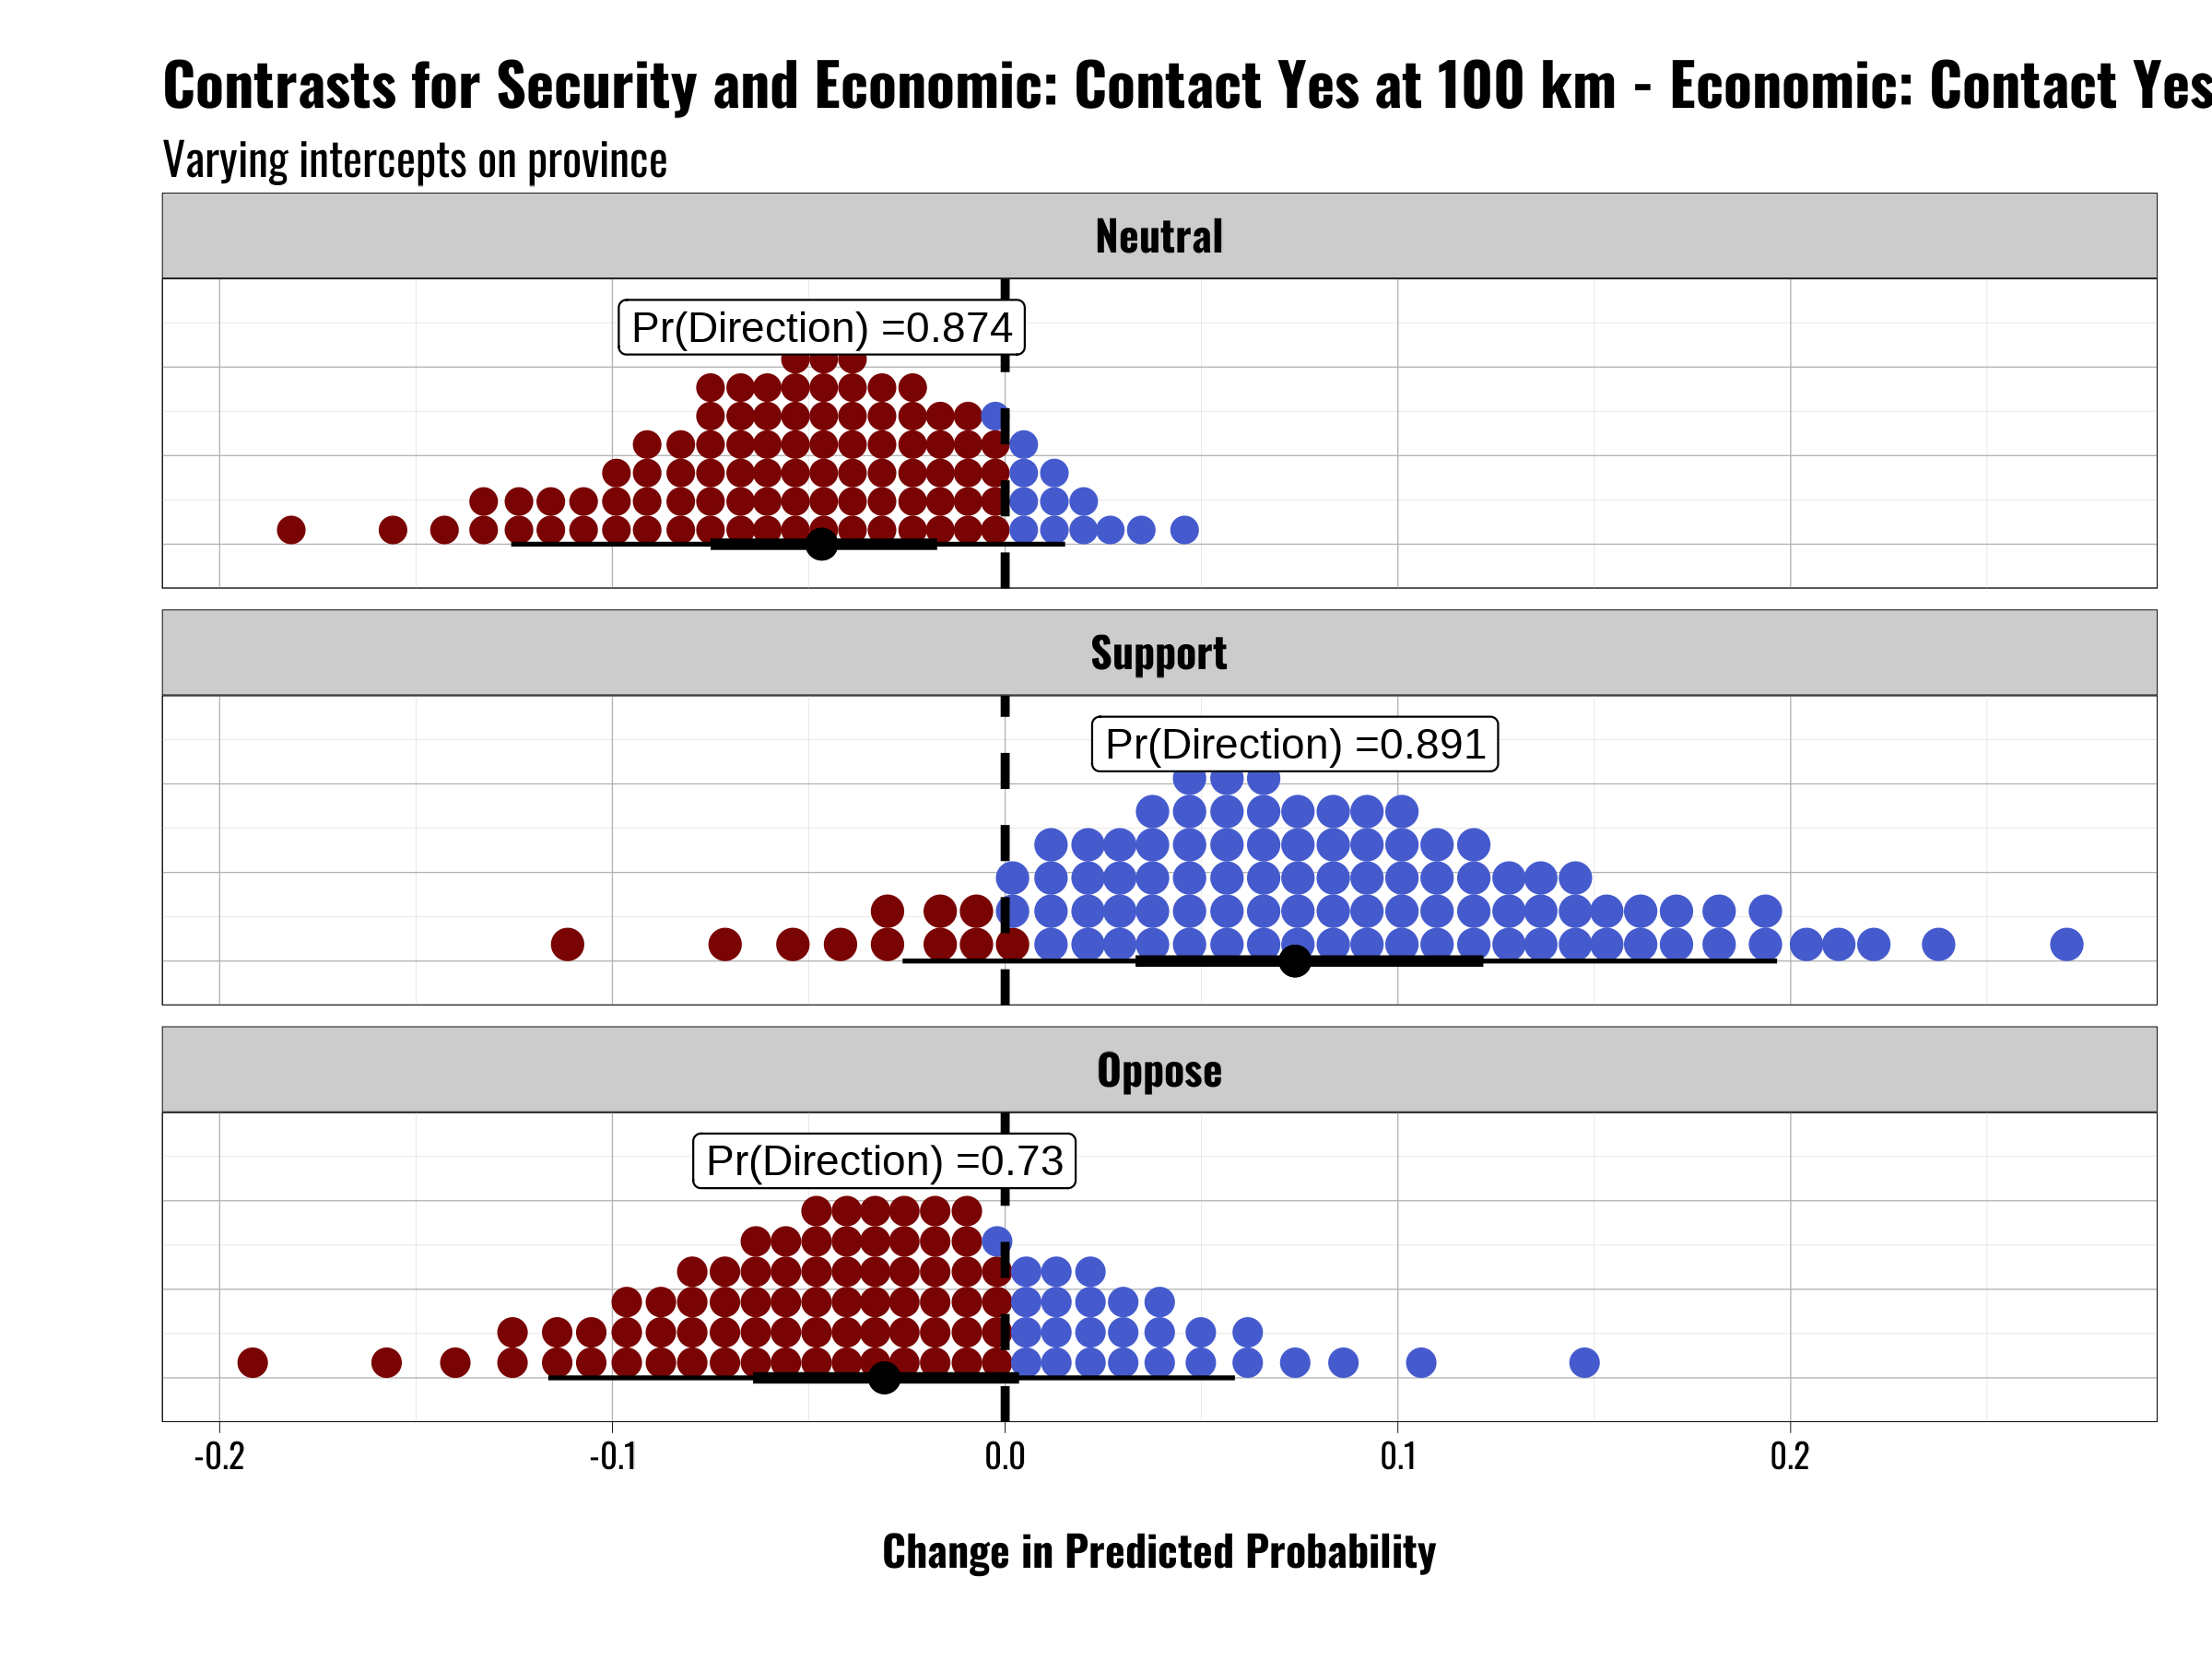 Contrasts for Security and Economic: Contact Yes at 100 km - Economic: Contact Yes
Varying intercepts on province
Neutral
Pr(Direction) =0.874
Support
Pr(Direction) =0.891
Oppose
Pr(Direction) =0.73
-0.2 -0.1 0.0 0.1 0.2
Change in Predicted Probability